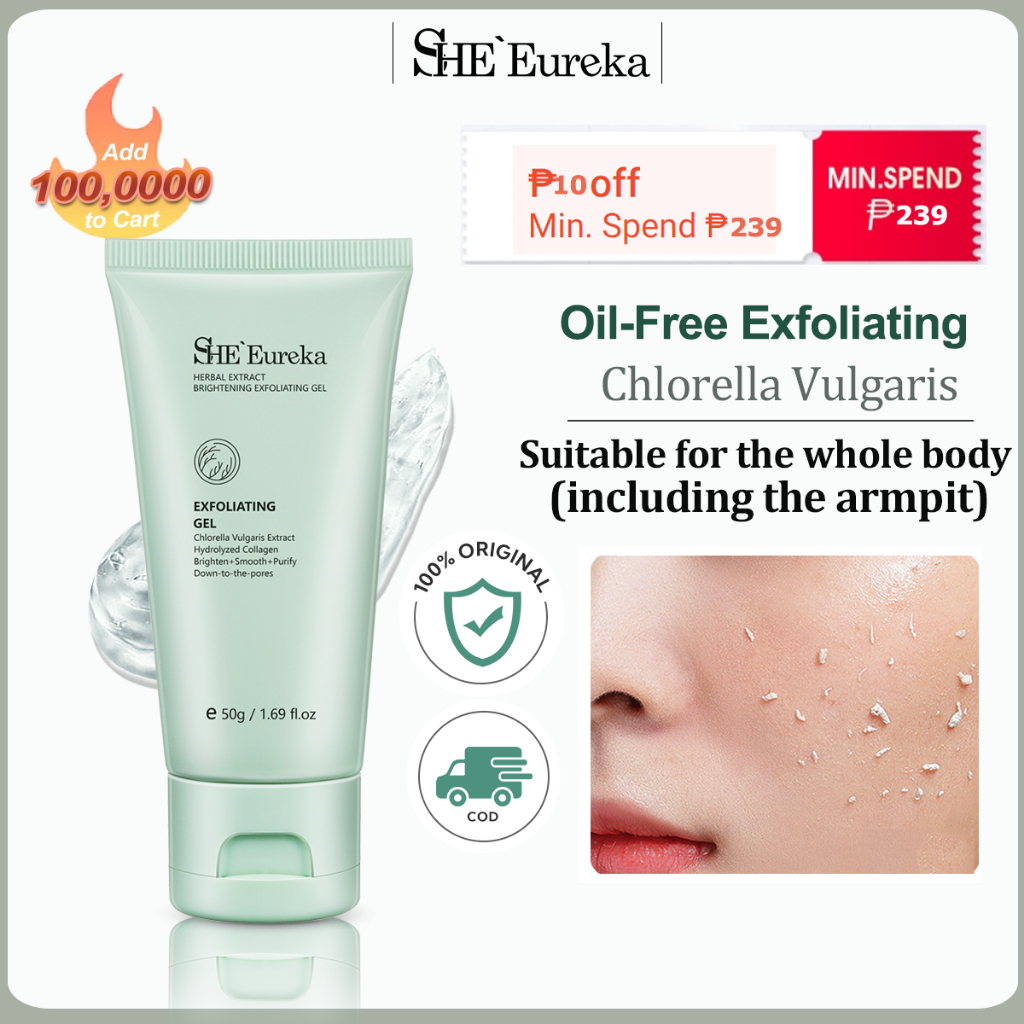 SHE`Eureka
Add
100,0000
to Cart
₱10off
Min. Spend ₱239
MIN.SPEND
₱239
Oil-Free Exfoliating
Chlorella Vulgaris
Suitable for the whole body
(including the armpit)
SHE`Eureka
HERBAL EXTRACT
BRIGHTENING EXFOLIATING GEL
EXFOLIATING
GEL
Chlorella Vulgaris Extract
Hydrolyzed Collagen
Brighten+Smooth+Purify
Down-to-the-pores
e 50g / 1.69 fl.oz
100% ORIGINAL
COD